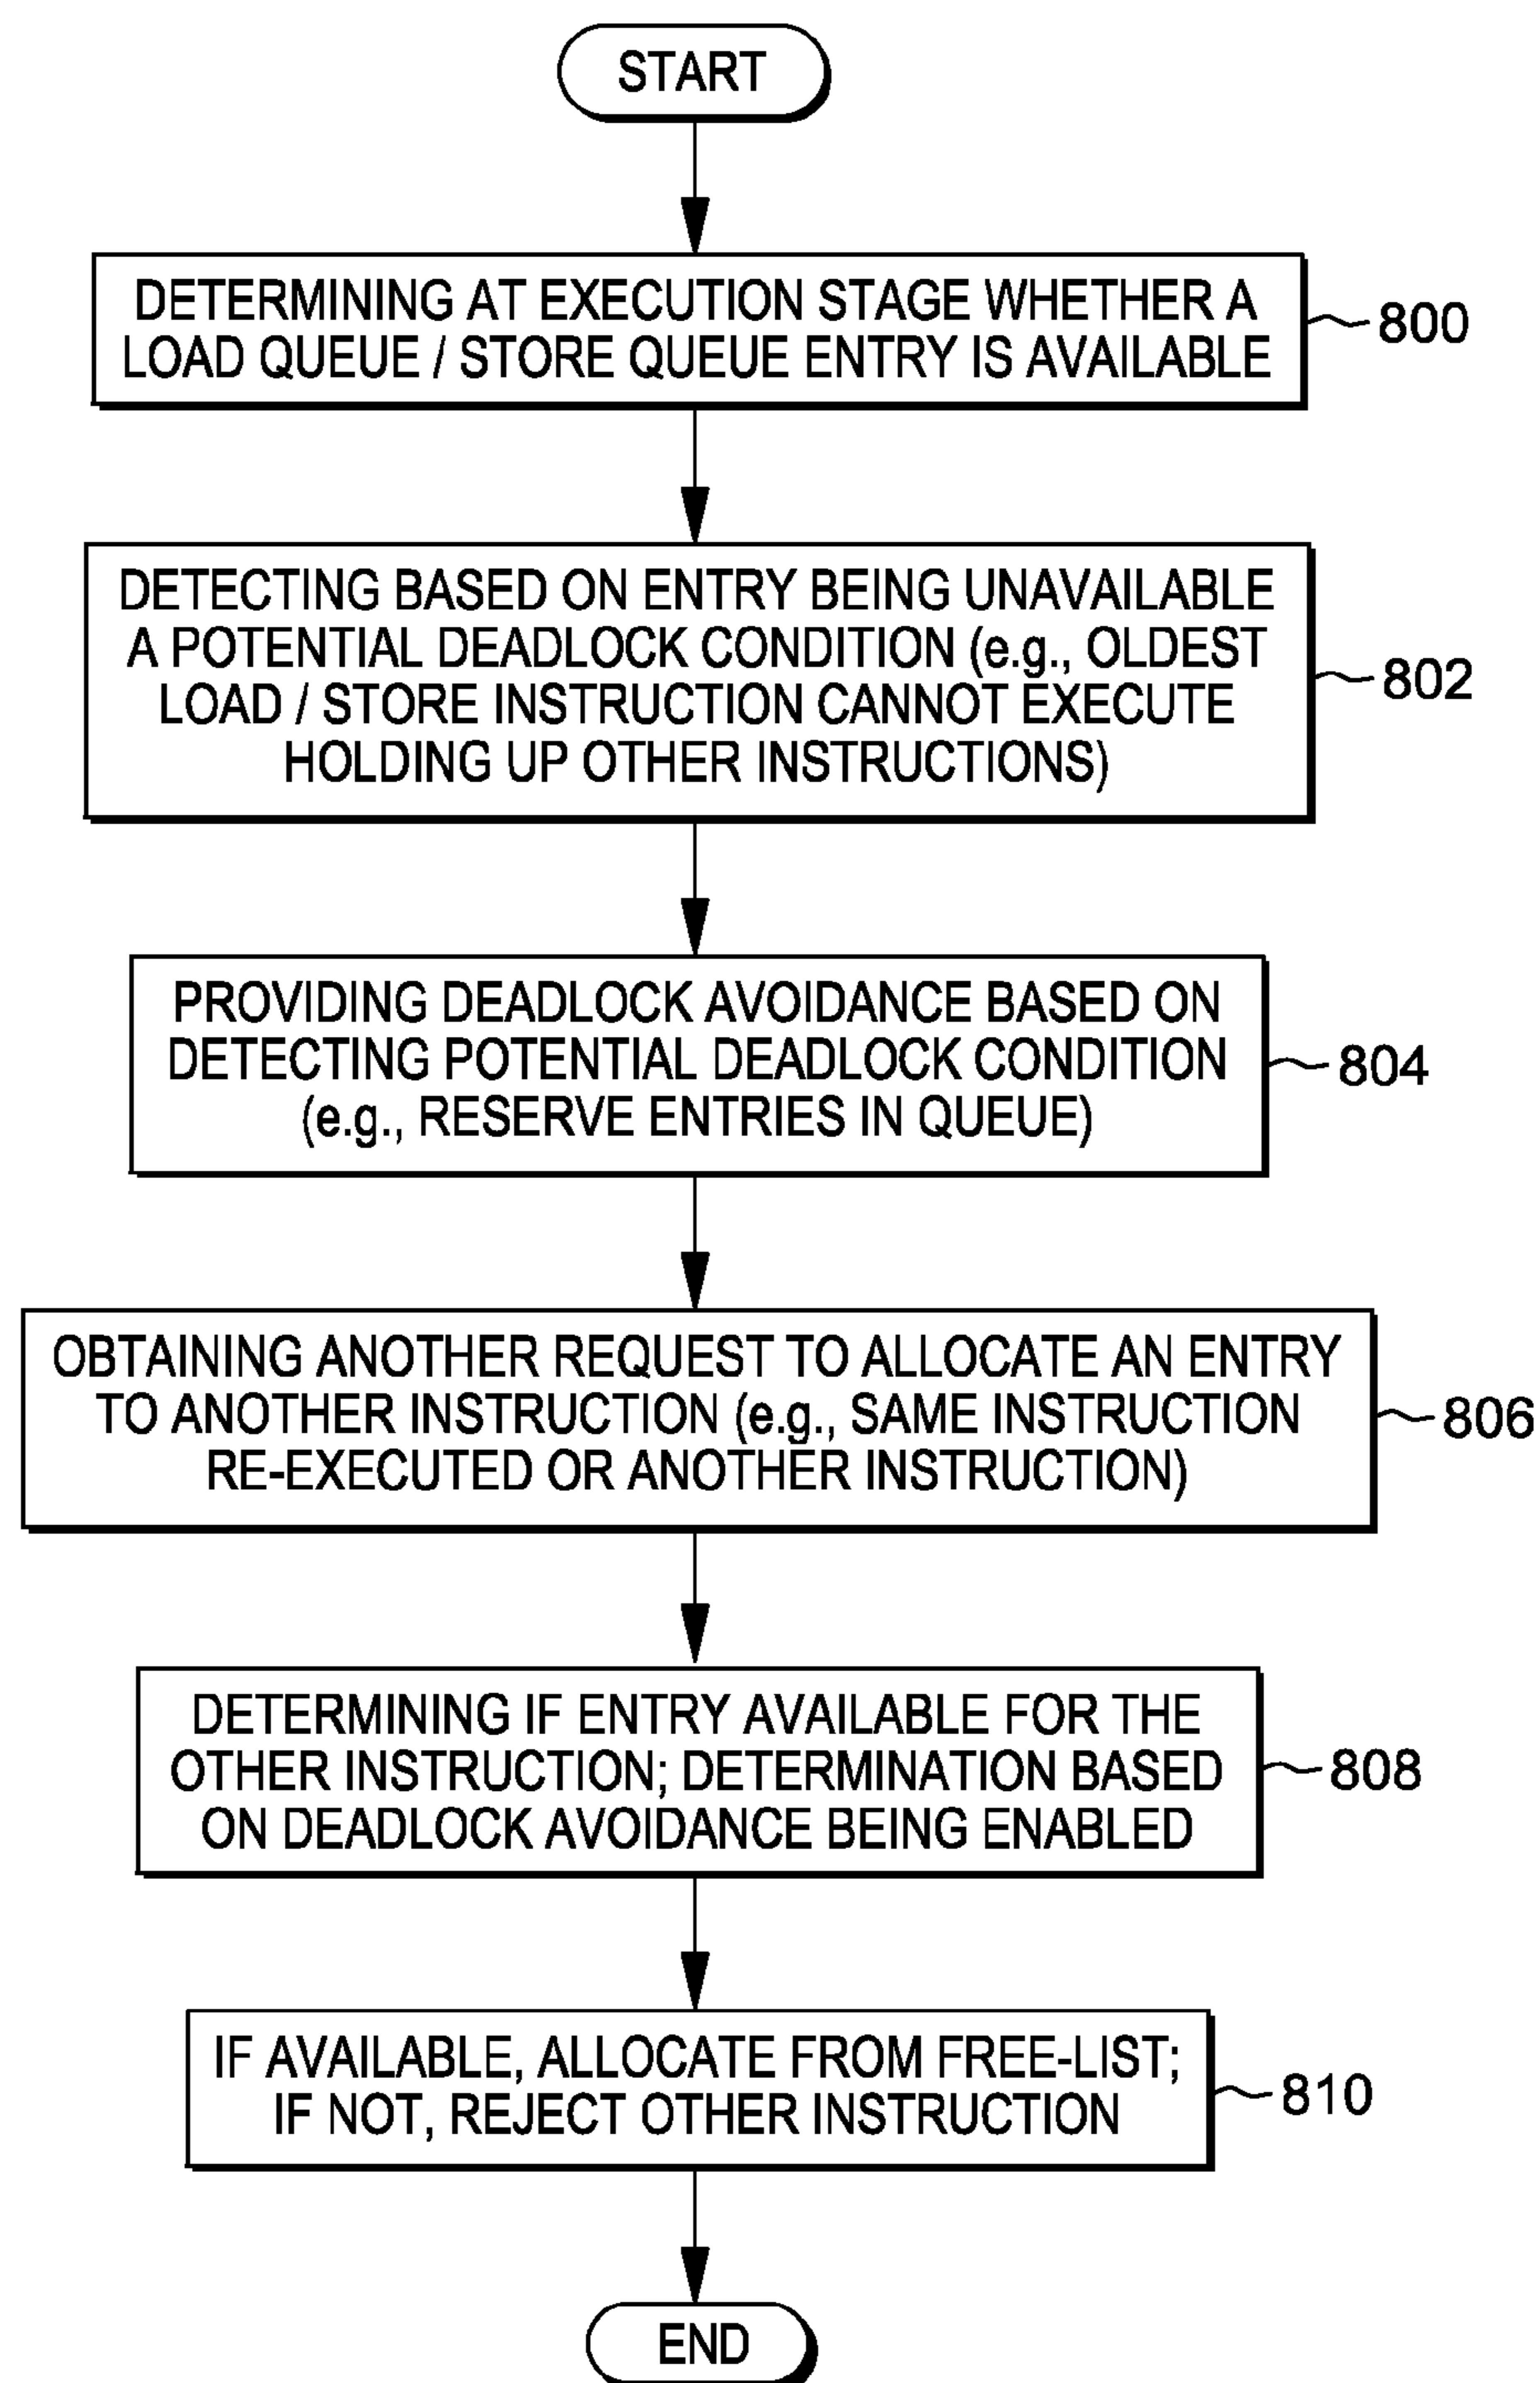 START
DETERMINING AT EXECUTION STAGE WHETHER A
LOAD QUEUE / STORE QUEUE ENTRY IS AVAILABLE
800
DETECTING BASED ON ENTRY BEING UNAVAILABLE
A POTENTIAL DEADLOCK CONDITION (e.g., OLDEST
LOAD / STORE INSTRUCTION CANNOT EXECUTE
HOLDING UP OTHER INSTRUCTIONS)
802
PROVIDING DEADLOCK AVOIDANCE BASED ON
DETECTING POTENTIAL DEADLOCK CONDITION
(e.g., RESERVE ENTRIES IN QUEUE)
804
OBTAINING ANOTHER REQUEST TO ALLOCATE AN ENTRY
TO ANOTHER INSTRUCTION (e.g., SAME INSTRUCTION
RE-EXECUTED OR ANOTHER INSTRUCTION)
806
DETERMINING IF ENTRY AVAILABLE FOR THE
OTHER INSTRUCTION; DETERMINATION BASED
ON DEADLOCK AVOIDANCE BEING ENABLED
808
IF AVAILABLE, ALLOCATE FROM FREE-LIST;
IF NOT, REJECT OTHER INSTRUCTION
810
END